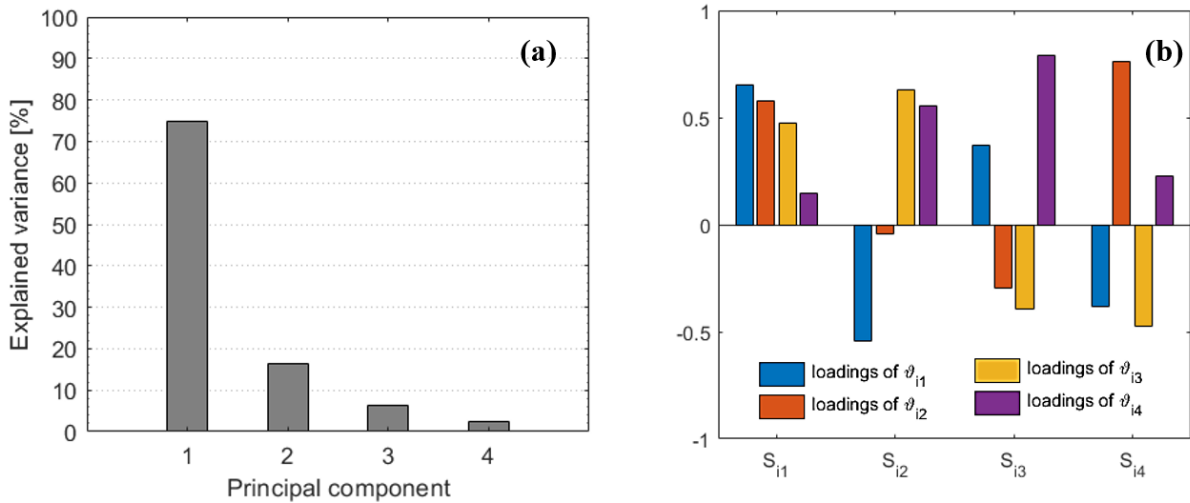 (a)
Explained variance [%]
100
90
80
70
60
50
40
30
20
10
0
1 2 3 4
Principal component
(b)
1
0.5
0
-0.5
-1
loadings of ϑi1
loadings of ϑi2
loadings of ϑi3
loadings of ϑi4
Si1 Si2 Si3 Si4